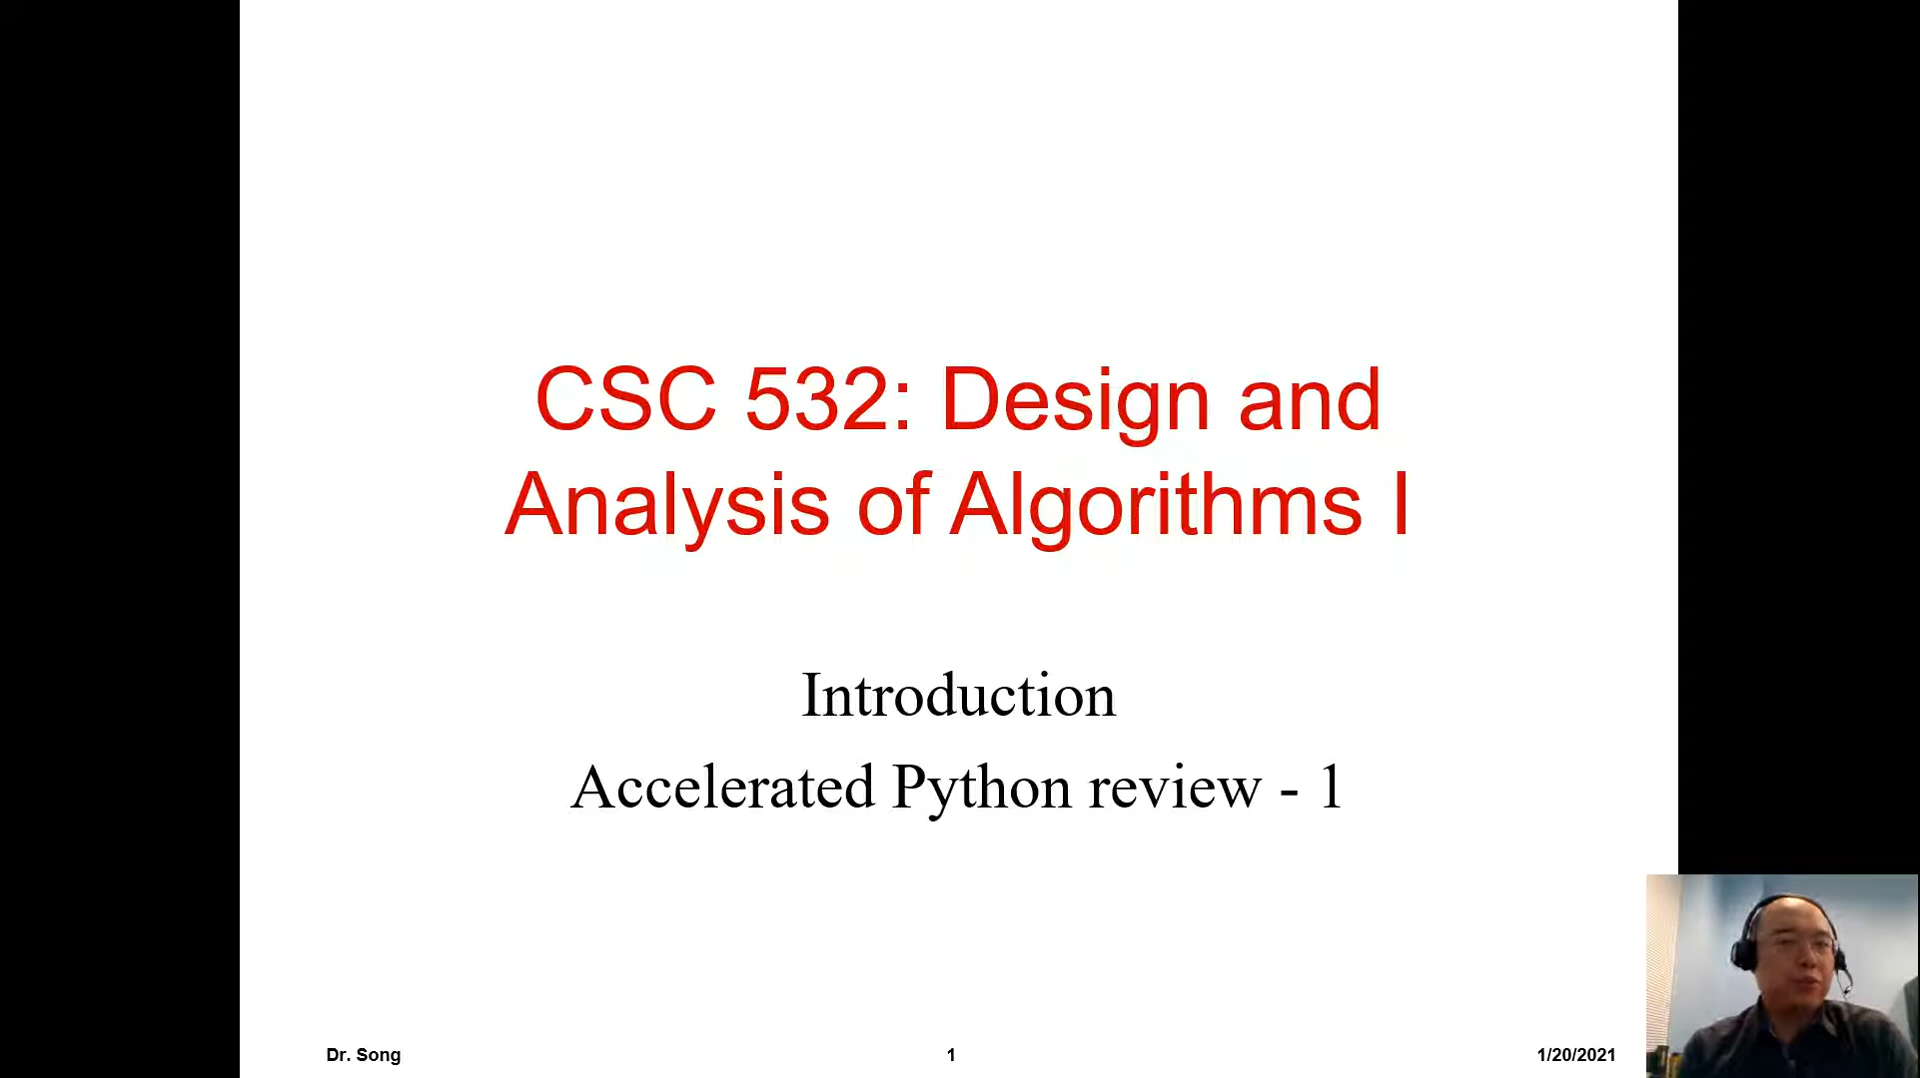 CSC 532: Design and
Analysis of Algorithms I
Introduction
Accelerated Python review - 1
Dr. Song
1
1/20/2021